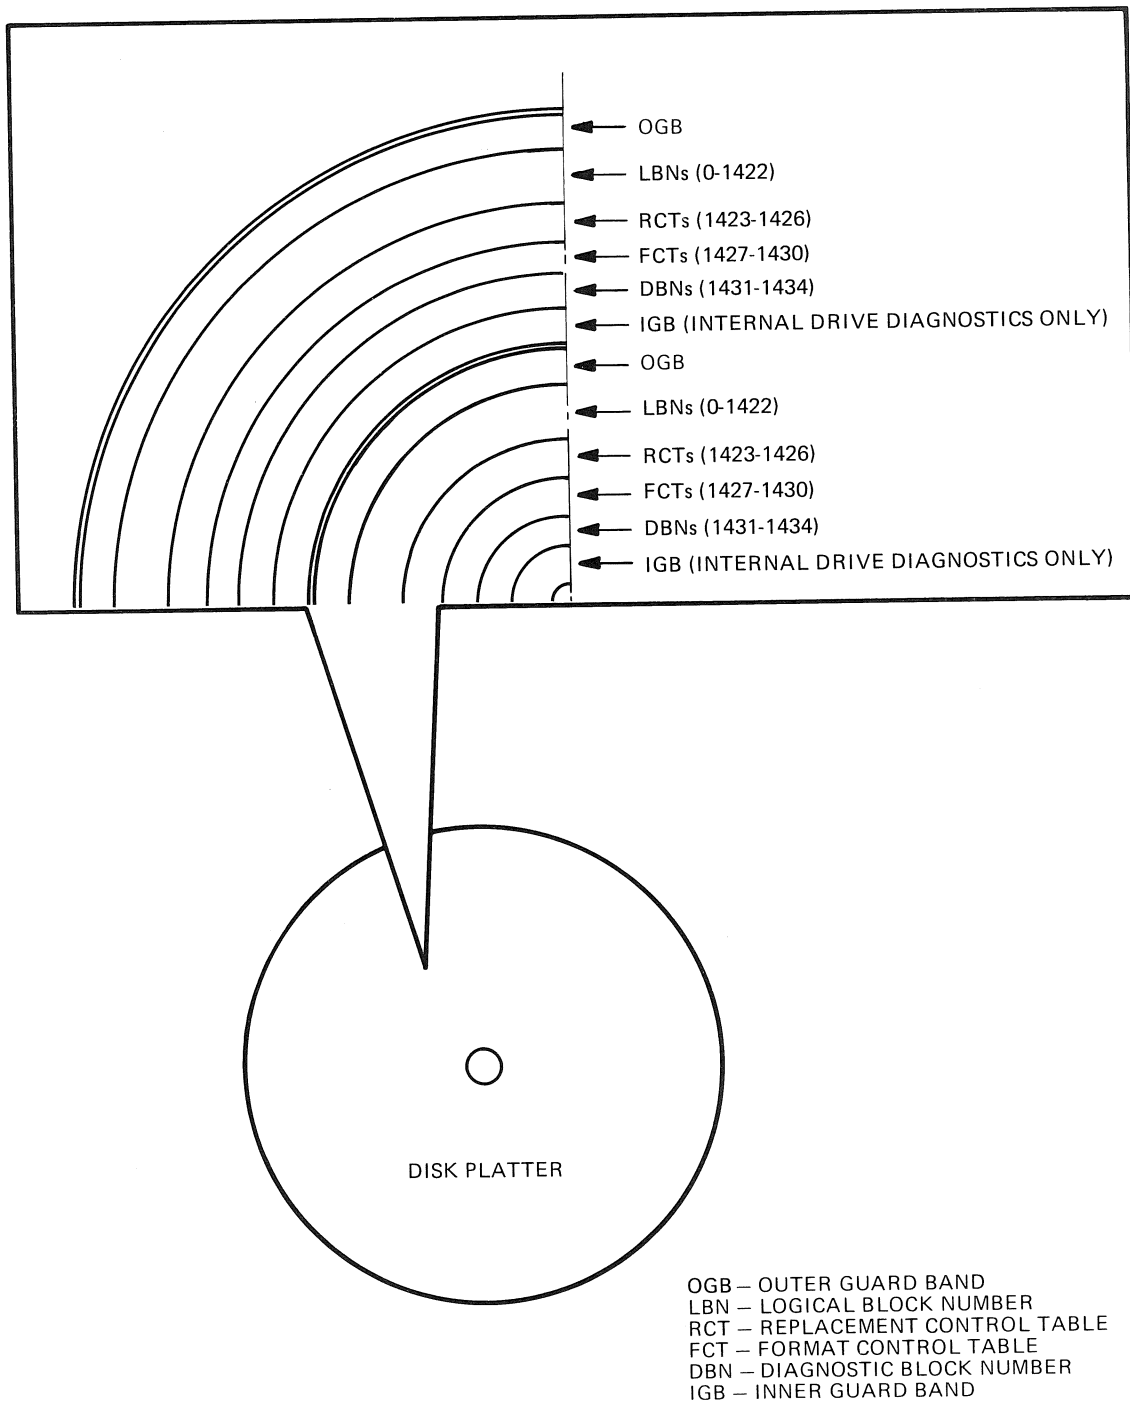 OGB
LBNs (0-1422)
RCTs (1423-1426)
FCTs (1427-1430)
DBNs (1431-1434)
IGB (INTERNAL DRIVE DIAGNOSTICS ONLY)
OGB
LBNs (0-1422)
RCTs (1423-1426)
FCTs (1427-1430)
DBNs (1431-1434)
IGB (INTERNAL DRIVE DIAGNOSTICS ONLY)
DISK PLATTER
OGB — OUTER GUARD BAND
LBN — LOGICAL BLOCK NUMBER
RCT — REPLACEMENT CONTROL TABLE
FCT — FORMAT CONTROL TABLE
DBN — DIAGNOSTIC BLOCK NUMBER
IGB — INNER GUARD BAND